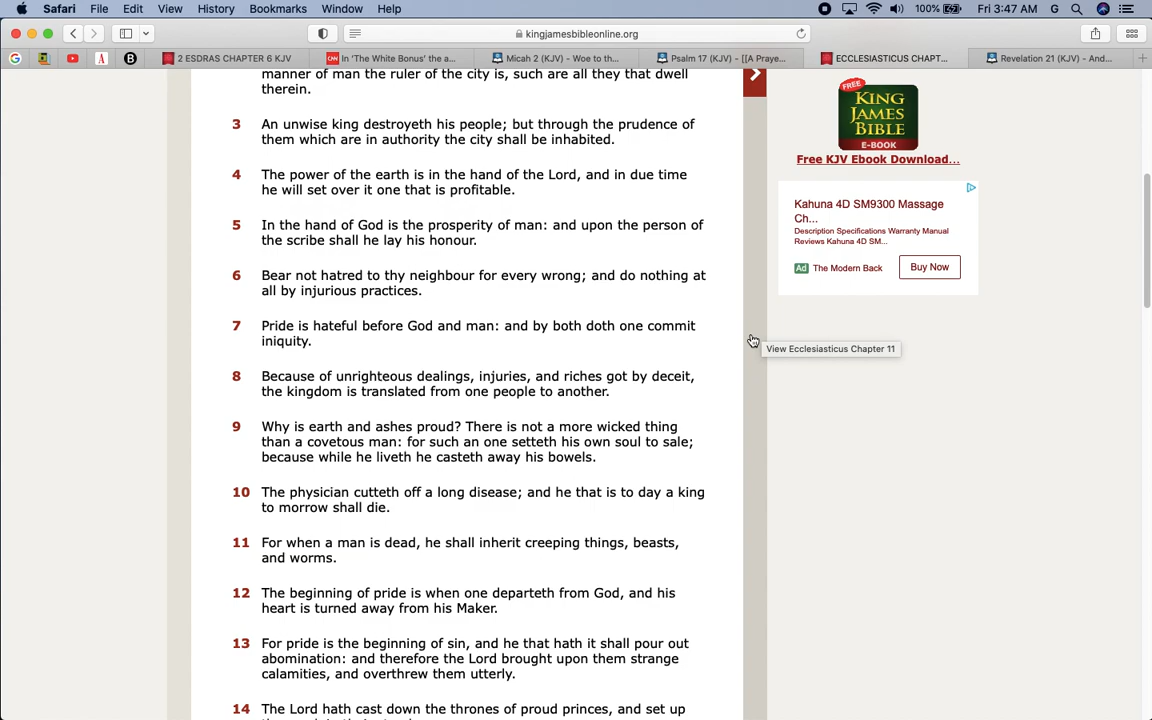 Safari File Edit View History Bookmarks Window Help 100% Fri 3:47 AM G
kingjamesbibleonline.org
2 ESDRAS CHAPTER 6 KJV
In 'The White Bonus' the a...
Micah 2 (KJV) - Woe to th...
Psalm 17 (KJV) - [[A Praye...
ECCLESIASTICUS CHAPT...
Revelation 21 (KJV) - And...
manner of man the ruler of the city is, such are all they that dwell
therein.
3 An unwise king destroyeth his people; but through the prudence of
them which are in authority the city shall be inhabited.
4 The power of the earth is in the hand of the Lord, and in due time
he will set over it one that is profitable.
5 In the hand of God is the prosperity of man: and upon the person of
the scribe shall he lay his honour.
6 Bear not hatred to thy neighbour for every wrong; and do nothing at
all by injurious practices.
7 Pride is hateful before God and man: and by both doth one commit
iniquity.
8 Because of unrighteous dealings, injuries, and riches got by deceit,
the kingdom is translated from one people to another.
9 Why is earth and ashes proud? There is not a more wicked thing
than a covetous man: for such an one setteth his own soul to sale;
because while he liveth he casteth away his bowels.
10 The physician cutteth off a long disease; and he that is to day a king
to morrow shall die.
11 For when a man is dead, he shall inherit creeping things, beasts,
and worms.
12 The beginning of pride is when one departeth from God, and his
heart is turned away from his Maker.
13 For pride is the beginning of sin, and he that hath it shall pour out
abomination: and therefore the Lord brought upon them strange
calamities, and overthrew them utterly.
14 The Lord hath cast down the thrones of proud princes, and set up
FREE
KING
JAMES
BIBLE
E-BOOK
Free KJV Ebook Download...
Kahuna 4D SM9300 Massage
Ch...
Description Specifications Warranty Manual
Reviews Kahuna 4D SM...
Ad The Modern Back
Buy Now
View Ecclesiasticus Chapter 11